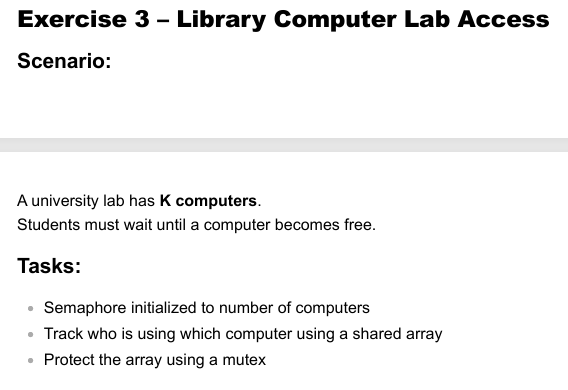 Exercise 3 – Library Computer Lab Access
Scenario:
A university lab has K computers.
Students must wait until a computer becomes free.
Tasks:
Semaphore initialized to number of computers
Track who is using which computer using a shared array
Protect the array using a mutex